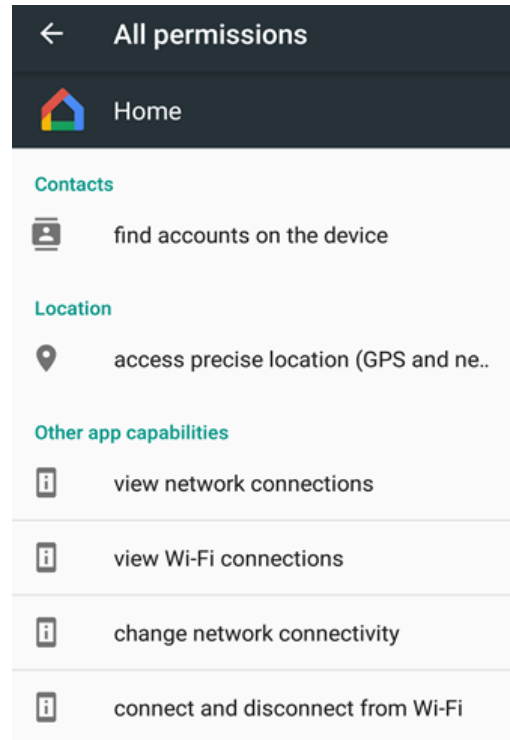 All permissions
Home
Contacts
find accounts on the device
Location
access precise location (GPS and ne..
Other app capabilities
view network connections
view Wi-Fi connections
change network connectivity
connect and disconnect from Wi-Fi